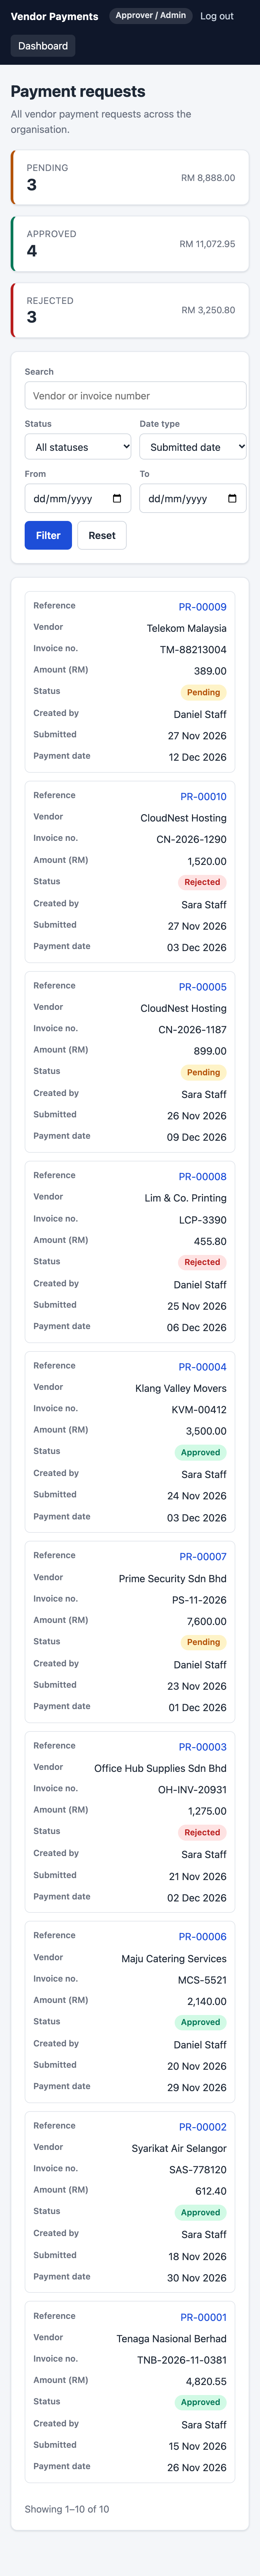 Vendor Payments Approver / Admin Log out
Dashboard
Payment requests
All vendor payment requests across the
organisation.
PENDING
3 RM 8,888.00
APPROVED
4 RM 11,072.95
REJECTED
3 RM 3,250.80
Search
Vendor or invoice number
Status Date type
All statuses Submitted date
From To
dd/mm/yyyy dd/mm/yyyy
Filter Reset
Reference PR-00009
Vendor Telekom Malaysia
Invoice no. TM-88213004
Amount (RM) 389.00
Status Pending
Created by Daniel Staff
Submitted 27 Nov 2026
Payment date 12 Dec 2026
Reference PR-00010
Vendor CloudNest Hosting
Invoice no. CN-2026-1290
Amount (RM) 1,520.00
Status Rejected
Created by Sara Staff
Submitted 27 Nov 2026
Payment date 03 Dec 2026
Reference PR-00005
Vendor CloudNest Hosting
Invoice no. CN-2026-1187
Amount (RM) 899.00
Status Pending
Created by Sara Staff
Submitted 26 Nov 2026
Payment date 09 Dec 2026
Reference PR-00008
Vendor Lim & Co. Printing
Invoice no. LCP-3390
Amount (RM) 455.80
Status Rejected
Created by Daniel Staff
Submitted 25 Nov 2026
Payment date 06 Dec 2026
Reference PR-00004
Vendor Klang Valley Movers
Invoice no. KVM-00412
Amount (RM) 3,500.00
Status Approved
Created by Sara Staff
Submitted 24 Nov 2026
Payment date 03 Dec 2026
Reference PR-00007
Vendor Prime Security Sdn Bhd
Invoice no. PS-11-2026
Amount (RM) 7,600.00
Status Pending
Created by Daniel Staff
Submitted 23 Nov 2026
Payment date 01 Dec 2026
Reference PR-00003
Vendor Office Hub Supplies Sdn Bhd
Invoice no. OH-INV-20931
Amount (RM) 1,275.00
Status Rejected
Created by Sara Staff
Submitted 21 Nov 2026
Payment date 02 Dec 2026
Reference PR-00006
Vendor Maju Catering Services
Invoice no. MCS-5521
Amount (RM) 2,140.00
Status Approved
Created by Daniel Staff
Submitted 20 Nov 2026
Payment date 29 Nov 2026
Reference PR-00002
Vendor Syarikat Air Selangor
Invoice no. SAS-778120
Amount (RM) 612.40
Status Approved
Created by Sara Staff
Submitted 18 Nov 2026
Payment date 30 Nov 2026
Reference PR-00001
Vendor Tenaga Nasional Berhad
Invoice no. TNB-2026-11-0381
Amount (RM) 4,820.55
Status Approved
Created by Sara Staff
Submitted 15 Nov 2026
Payment date 26 Nov 2026
Showing 1–10 of 10